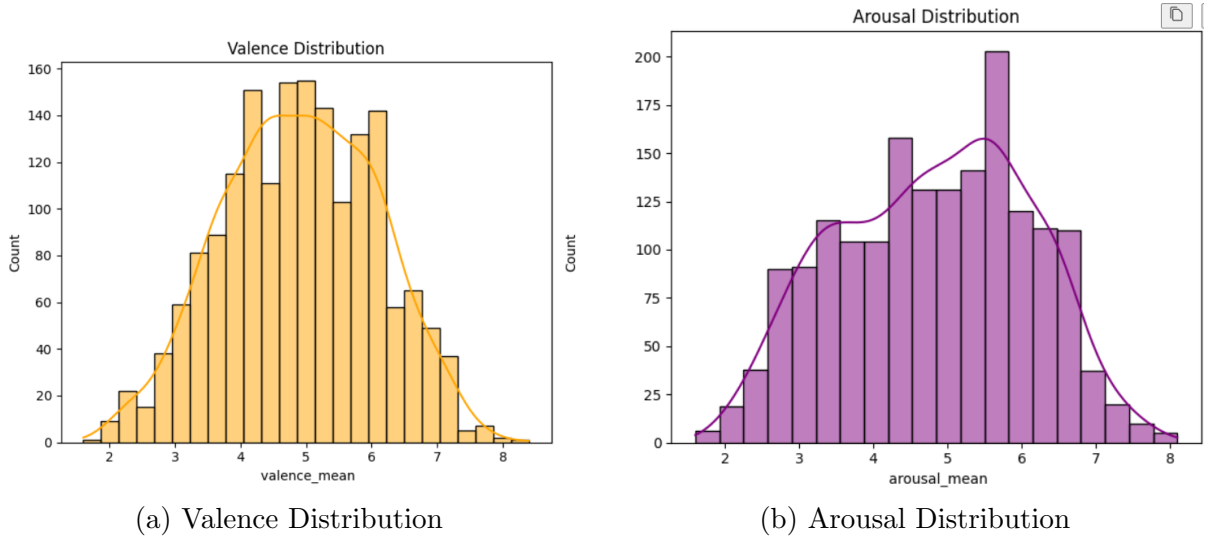 Valence Distribution
160
140
120
100
80
60
40
20
0
Count
2 3 4 5 6 7 8
valence_mean
(a) Valence Distribution
Arousal Distribution
200
175
150
125
100
75
50
25
0
Count
2 3 4 5 6 7 8
arousal_mean
(b) Arousal Distribution